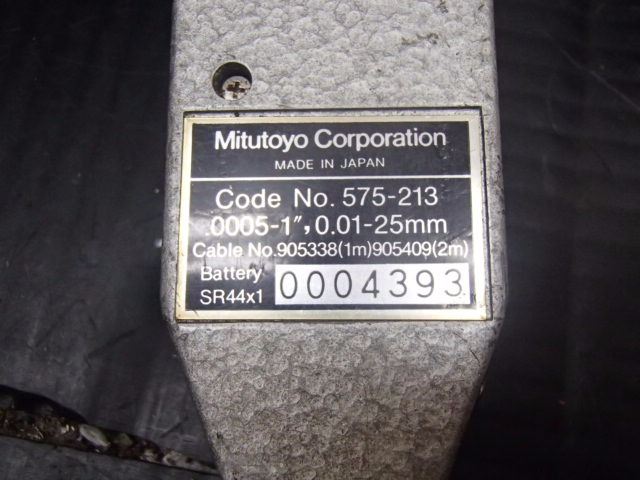 Mitutoyo Corporation
MADE IN JAPAN
Code No. 575-213
.0005-1″, 0.01-25mm
Cable No.905338(1m)905409(2m)
Battery
SR44x1
0004393